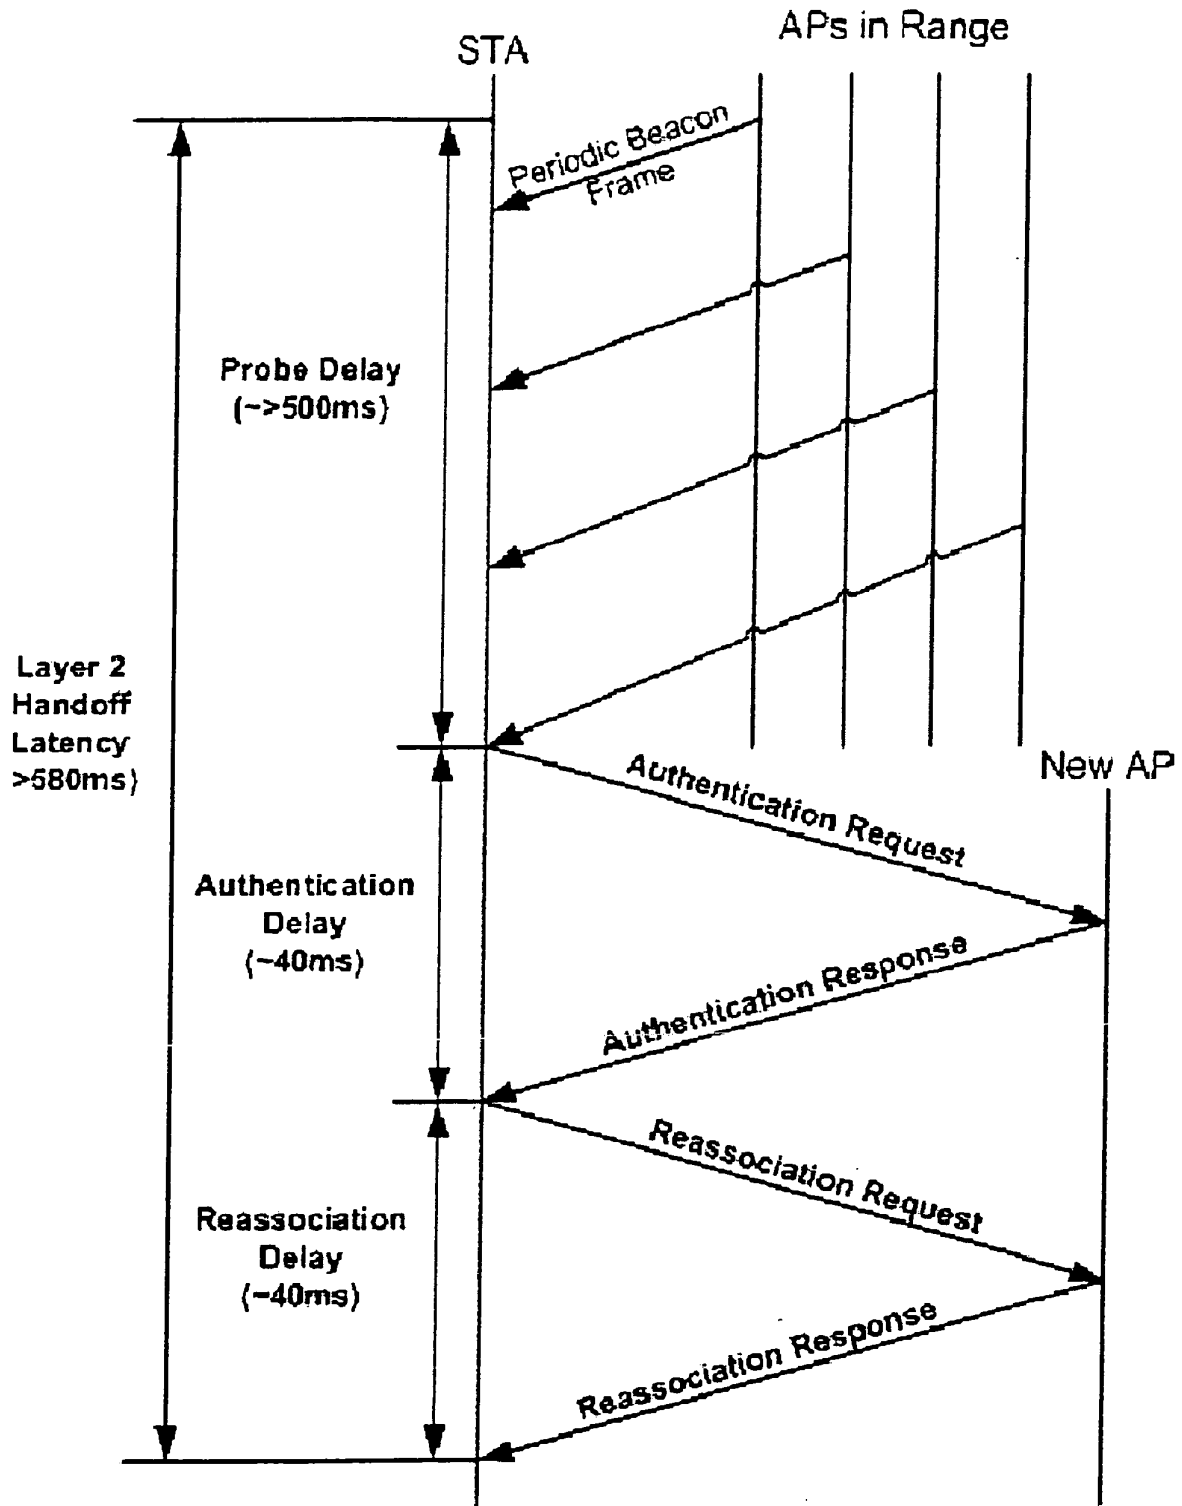 APs in Range
STA
Periodic Beacon
Frame
Probe Delay
(~>500ms)
Layer 2
Handoff
Latency
>580ms)
New AP
Authentication Request
Authentication
Delay
(~40ms)
Authentication Response
Reassociation Request
Reassociation
Delay
(~40ms)
Reassociation Response